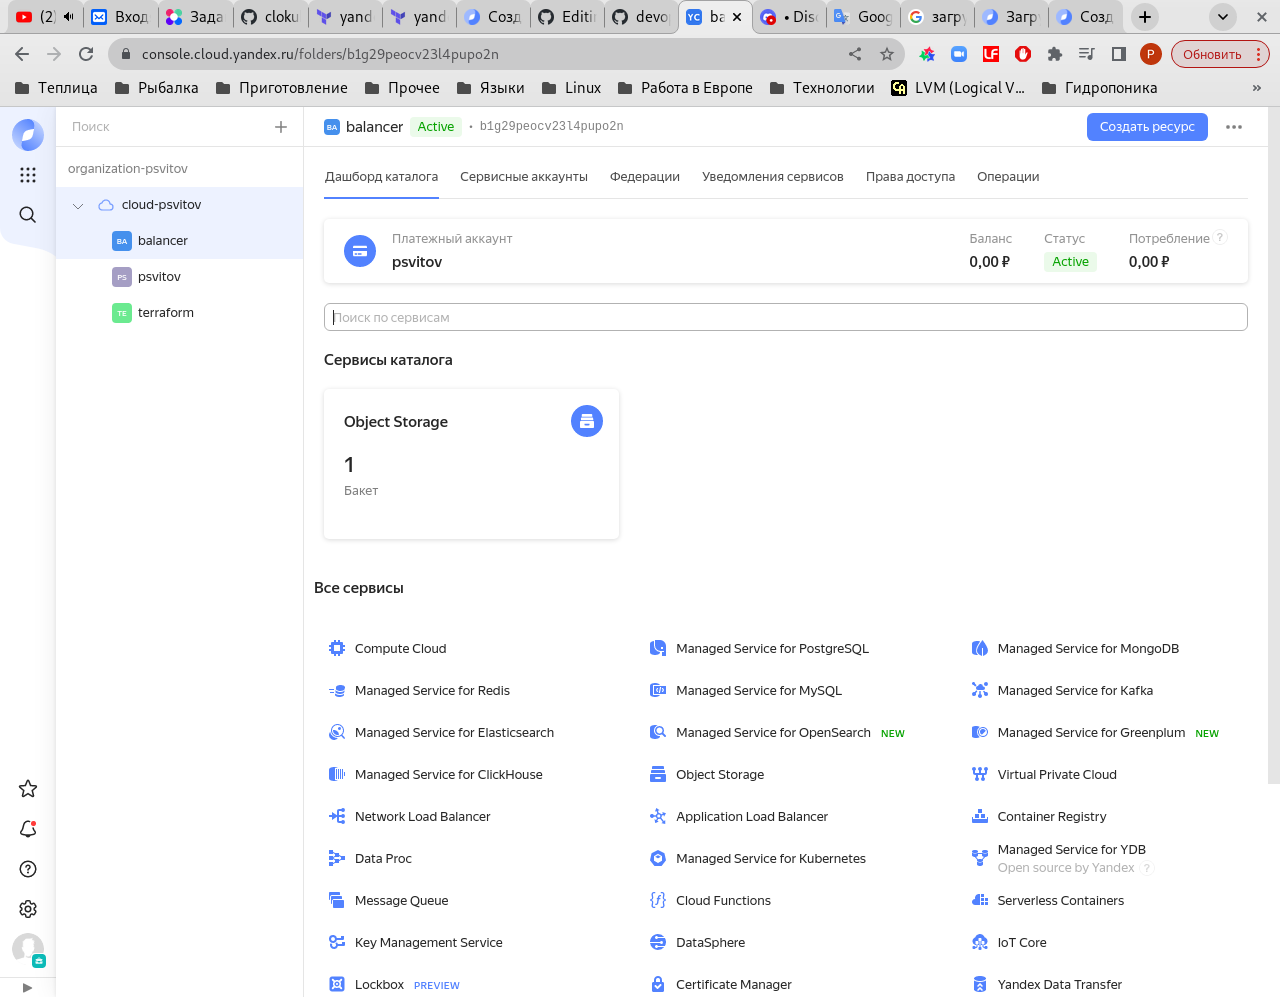 (2)
Вход
Зада
cloku
yand
yand
Созд
Editi
devo
YC
ba
• Disc
Goog
загру
Загр
Созд
console.cloud.yandex.ru/folders/b1g29peocv23l4pupo2n
P
Обновить
Теплица
Рыбалка
Приготовление
Прочее
Языки
Linux
Работа в Европе
Технологии
LVM (Logical V...
Гидропоника
»
Поиск
organization-psvitov
cloud-psvitov
BA balancer
PS psvitov
TE terraform
BA balancer Active • b1g29peocv23l4pupo2n
Создать ресурс
Дашборд каталога
Сервисные аккаунты
Федерации
Уведомления сервисов
Права доступа
Операции
Платежный аккаунт
psvitov
Баланс
0,00 ₽
Статус
Active
Потребление ?
0,00 ₽
Поиск по сервисам
Сервисы каталога
Object Storage
1
Бакет
Все сервисы
Compute Cloud
Managed Service for PostgreSQL
Managed Service for MongoDB
Managed Service for Redis
Managed Service for MySQL
Managed Service for Kafka
Managed Service for Elasticsearch
Managed Service for OpenSearch NEW
Managed Service for Greenplum NEW
Managed Service for ClickHouse
Object Storage
Virtual Private Cloud
Network Load Balancer
Application Load Balancer
Container Registry
Data Proc
Managed Service for Kubernetes
Managed Service for YDB
Open source by Yandex ?
Message Queue
Cloud Functions
Serverless Containers
Key Management Service
DataSphere
IoT Core
Lockbox PREVIEW
Certificate Manager
Yandex Data Transfer